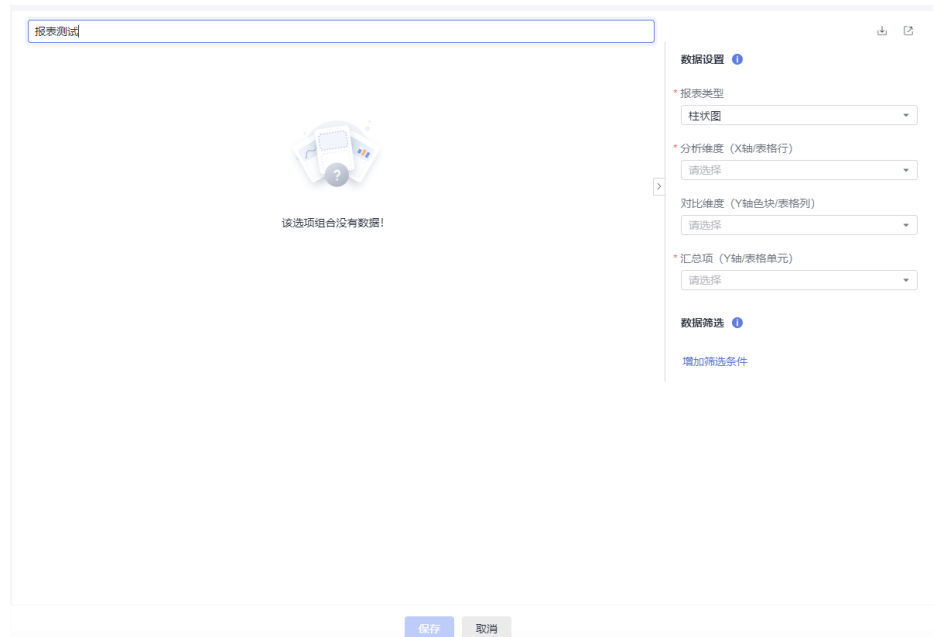 报表测试
该选项组合没有数据!
数据设置
* 报表类型
柱状图
* 分析维度（X轴/表格行）
请选择
对比维度（Y轴色块/表格列）
请选择
* 汇总项（Y轴/表格单元）
请选择
数据筛选
增加筛选条件
保存 取消